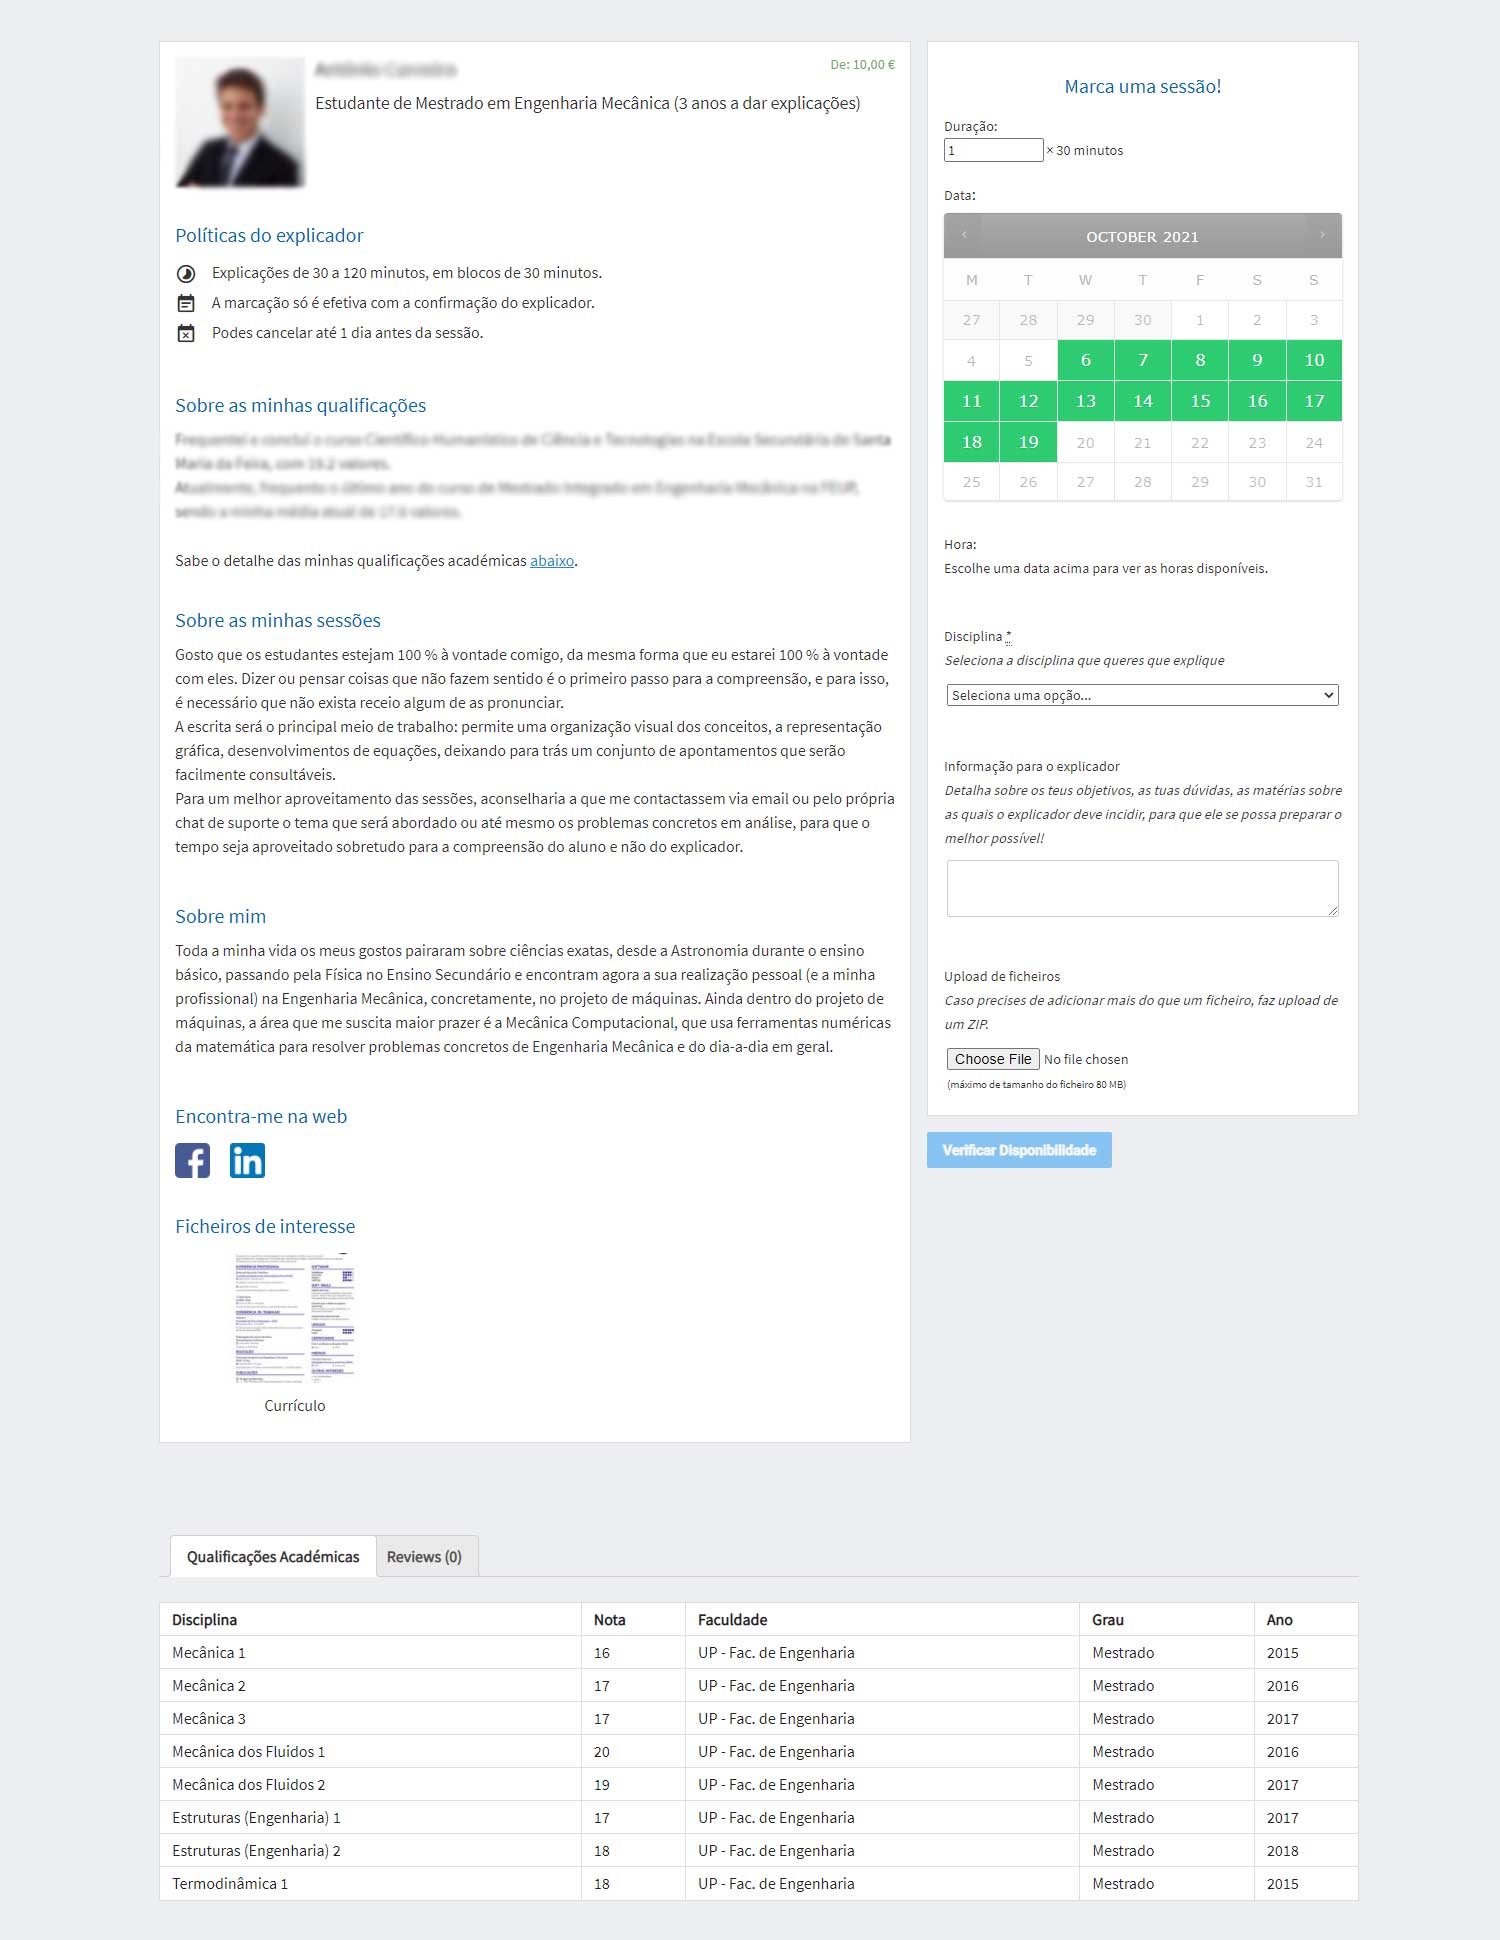 De: 10,00 €
Estudante de Mestrado em Engenharia Mecânica (3 anos a dar explicações)
Políticas do explicador
Explicações de 30 a 120 minutos, em blocos de 30 minutos.
A marcação só é efetiva com a confirmação do explicador.
Podes cancelar até 1 dia antes da sessão.
Sobre as minhas qualificações
Sabe o detalhe das minhas qualificações académicas abaixo.
Sobre as minhas sessões
Gosto que os estudantes estejam 100 % à vontade comigo, da mesma forma que eu estarei 100 % à vontade
com eles. Dizer ou pensar coisas que não fazem sentido é o primeiro passo para a compreensão, e para isso,
é necessário que não exista receio algum de as pronunciar.
A escrita será o principal meio de trabalho: permite uma organização visual dos conceitos, a representação
gráfica, desenvolvimentos de equações, deixando para trás um conjunto de apontamentos que serão
facilmente consultáveis.
Para um melhor aproveitamento das sessões, aconselharia a que me contactassem via email ou pelo própria
chat de suporte o tema que será abordado ou até mesmo os problemas concretos em análise, para que o
tempo seja aproveitado sobretudo para a compreensão do aluno e não do explicador.
Sobre mim
Toda a minha vida os meus gostos pairaram sobre ciências exatas, desde a Astronomia durante o ensino
básico, passando pela Física no Ensino Secundário e encontram agora a sua realização pessoal (e a minha
profissional) na Engenharia Mecânica, concretamente, no projeto de máquinas. Ainda dentro do projeto de
máquinas, a área que me suscita maior prazer é a Mecânica Computacional, que usa ferramentas numéricas
da matemática para resolver problemas concretos de Engenharia Mecânica e do dia-a-dia em geral.
Encontra-me na web
f in
Ficheiros de interesse
Currículo
Marca uma sessão!
Duração:
1 × 30 minutos
Data:
‹ OCTOBER 2021 ›
M T W T F S S
27 28 29 30 1 2 3
4 5 6 7 8 9 10
11 12 13 14 15 16 17
18 19 20 21 22 23 24
25 26 27 28 29 30 31
Hora:
Escolhe uma data acima para ver as horas disponíveis.
Disciplina *
Seleciona a disciplina que queres que explique
Seleciona uma opção...
Informação para o explicador
Detalha sobre os teus objetivos, as tuas dúvidas, as matérias sobre
as quais o explicador deve incidir, para que ele se possa preparar o
melhor possível!
Upload de ficheiros
Caso precises de adicionar mais do que um ficheiro, faz upload de
um ZIP.
Choose File No file chosen
(máximo de tamanho do ficheiro 80 MB)
Verificar Disponibilidade
Qualificações Académicas Reviews (0)
Disciplina Nota Faculdade Grau Ano
Mecânica 1 16 UP - Fac. de Engenharia Mestrado 2015
Mecânica 2 17 UP - Fac. de Engenharia Mestrado 2016
Mecânica 3 17 UP - Fac. de Engenharia Mestrado 2017
Mecânica dos Fluidos 1 20 UP - Fac. de Engenharia Mestrado 2016
Mecânica dos Fluidos 2 19 UP - Fac. de Engenharia Mestrado 2017
Estruturas (Engenharia) 1 17 UP - Fac. de Engenharia Mestrado 2017
Estruturas (Engenharia) 2 18 UP - Fac. de Engenharia Mestrado 2018
Termodinâmica 1 18 UP - Fac. de Engenharia Mestrado 2015